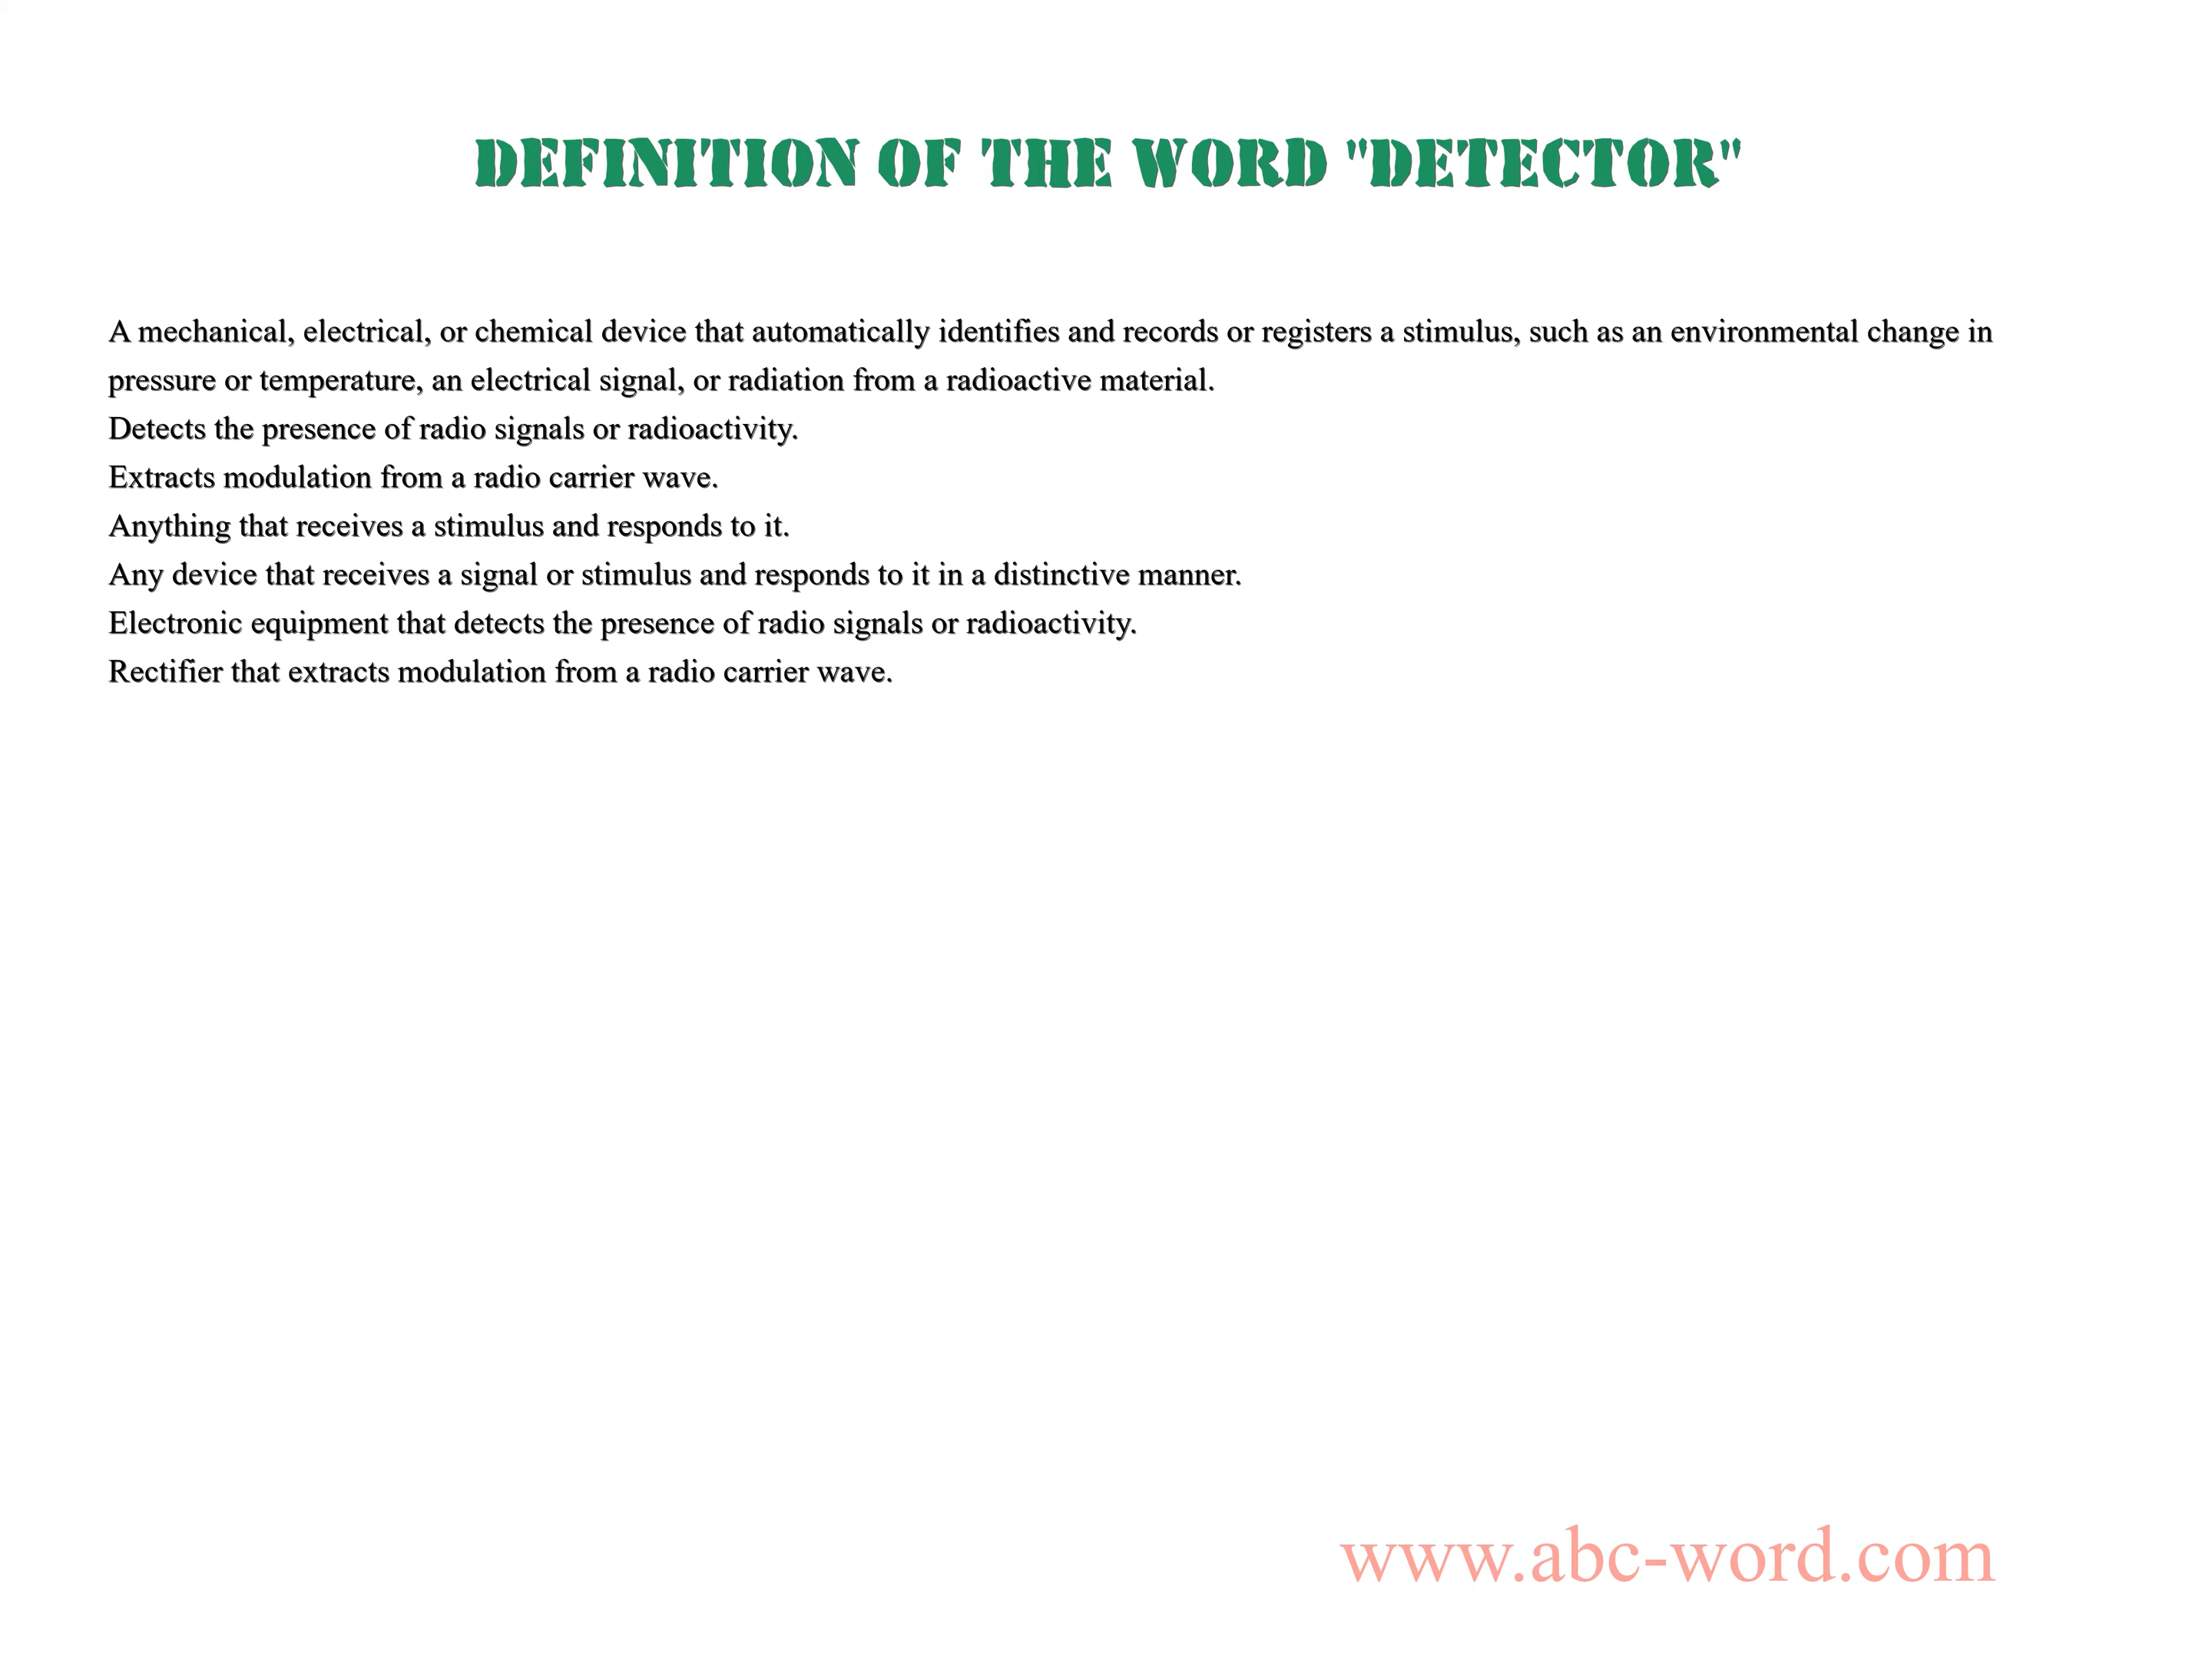 DEFINITION OF THE WORD "DETECTOR"
A mechanical, electrical, or chemical device that automatically identifies and records or registers a stimulus, such as an environmental change in
pressure or temperature, an electrical signal, or radiation from a radioactive material.
Detects the presence of radio signals or radioactivity.
Extracts modulation from a radio carrier wave.
Anything that receives a stimulus and responds to it.
Any device that receives a signal or stimulus and responds to it in a distinctive manner.
Electronic equipment that detects the presence of radio signals or radioactivity.
Rectifier that extracts modulation from a radio carrier wave.
www.abc-word.com